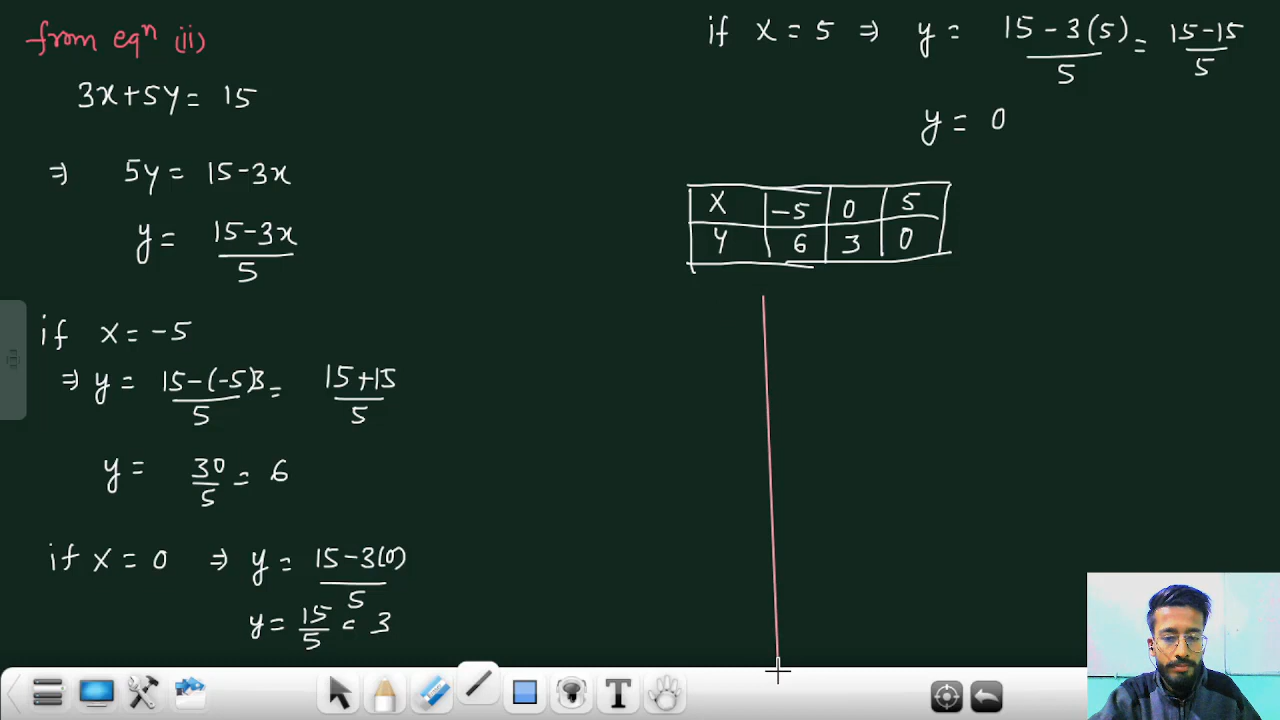 from eqⁿ (ii)
3x+5y = 15
⇒ 5y = 15-3x
y = 15-3x / 5
if x = -5
⇒ y = 15-(-5)3 / 5 = 15+15 / 5
y = 30/5 = 6
if x = 0 ⇒ y = 15-3(0) / 5
y = 15/5 = 3
if x = 5 ⇒ y = 15-3(5) / 5 = 15-15 / 5
y = 0
x -5 0 5
y 6 3 0
T